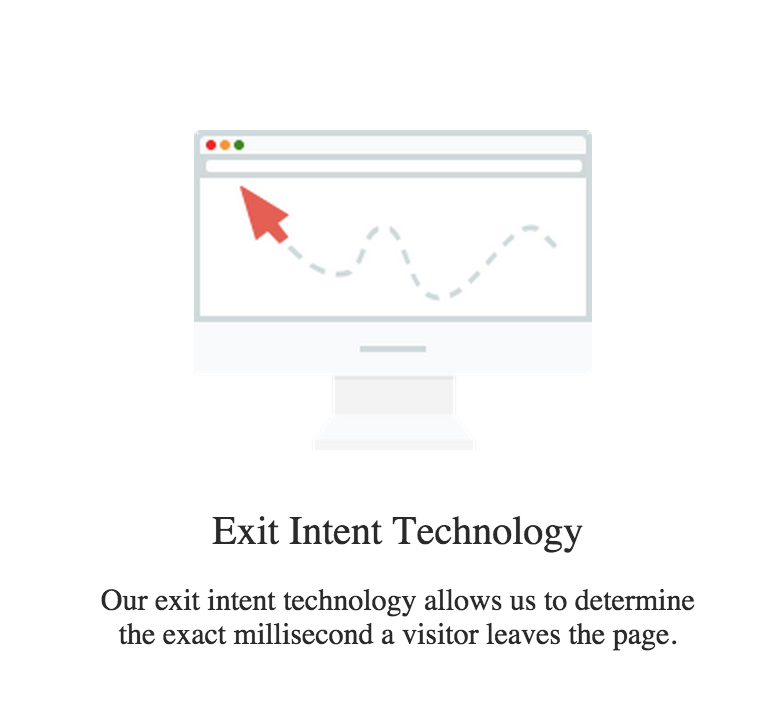 Exit Intent Technology
Our exit intent technology allows us to determine
the exact millisecond a visitor leaves the page.